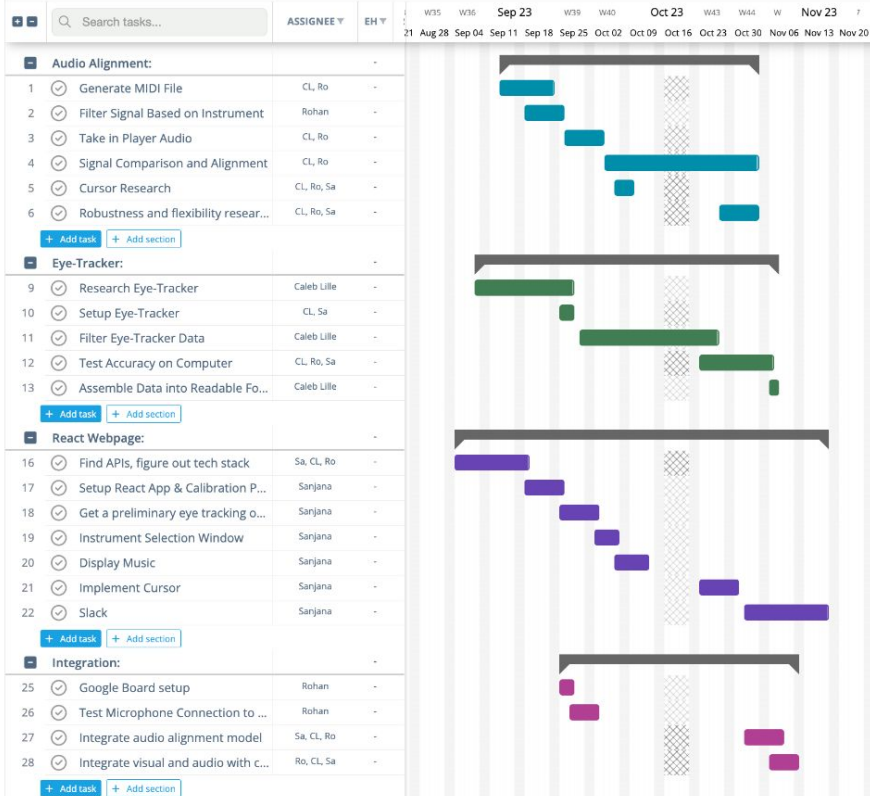 Search tasks... ASSIGNEE EH W35 W36 Sep 23 W39 W40 Oct 23 W43 W44 W Nov 23
21 Aug 28 Sep 04 Sep 11 Sep 18 Sep 25 Oct 02 Oct 09 Oct 16 Oct 23 Oct 30 Nov 06 Nov 13 Nov 20
Audio Alignment: -
1 Generate MIDI File CL, Ro -
2 Filter Signal Based on Instrument Rohan -
3 Take in Player Audio CL, Ro -
4 Signal Comparison and Alignment CL, Ro -
5 Cursor Research CL, Ro, Sa -
6 Robustness and flexibility resear... CL, Ro, Sa -
+ Add task + Add section
Eye-Tracker: -
9 Research Eye-Tracker Caleb Lille -
10 Setup Eye-Tracker CL, Sa -
11 Filter Eye-Tracker Data Caleb Lille -
12 Test Accuracy on Computer CL, Ro, Sa -
13 Assemble Data into Readable Fo... Caleb Lille -
+ Add task + Add section
React Webpage: -
16 Find APIs, figure out tech stack Sa, CL, Ro -
17 Setup React App & Calibration P... Sanjana -
18 Get a preliminary eye tracking o... Sanjana -
19 Instrument Selection Window Sanjana -
20 Display Music Sanjana -
21 Implement Cursor Sanjana -
22 Slack Sanjana -
+ Add task + Add section
Integration: -
25 Google Board setup Rohan -
26 Test Microphone Connection to ... Rohan -
27 Integrate audio alignment model Sa, CL, Ro -
28 Integrate visual and audio with c... Ro, CL, Sa -
+ Add task + Add section